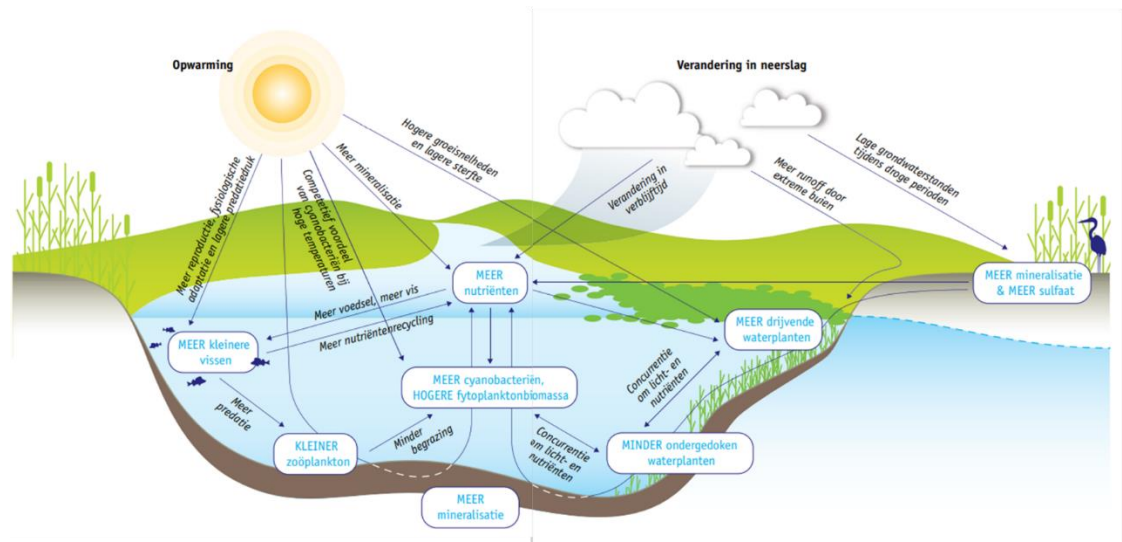 Opwarming
Verandering in neerslag
Meer reproductie, fysiologische
adaptatie en lagere predatiedruk
Competetief voordeel
van cyanobacteriën bij
hoge temperaturen
Meer mineralisatie
Hogere groeisnelheden
en lagere sterfte
Verandering in
verblijftijd
Meer runoff door
extreme buien
Lage grondwaterstanden
tijdens droge perioden
MEER
nutriënten
MEER mineralisatie
& MEER sulfaat
Meer voedsel, meer vis
Meer nutriëntenrecycling
MEER kleinere
vissen
MEER drijvende
waterplanten
MEER cyanobacteriën,
HOGERE fytoplanktonbiomassa
Concurrentie
om licht- en
nutriënten
Meer
predatie
KLEINER
zoöplankton
Minder
begrazing
Concurrentie
om licht- en
nutriënten
MINDER ondergedoken
waterplanten
MEER
mineralisatie